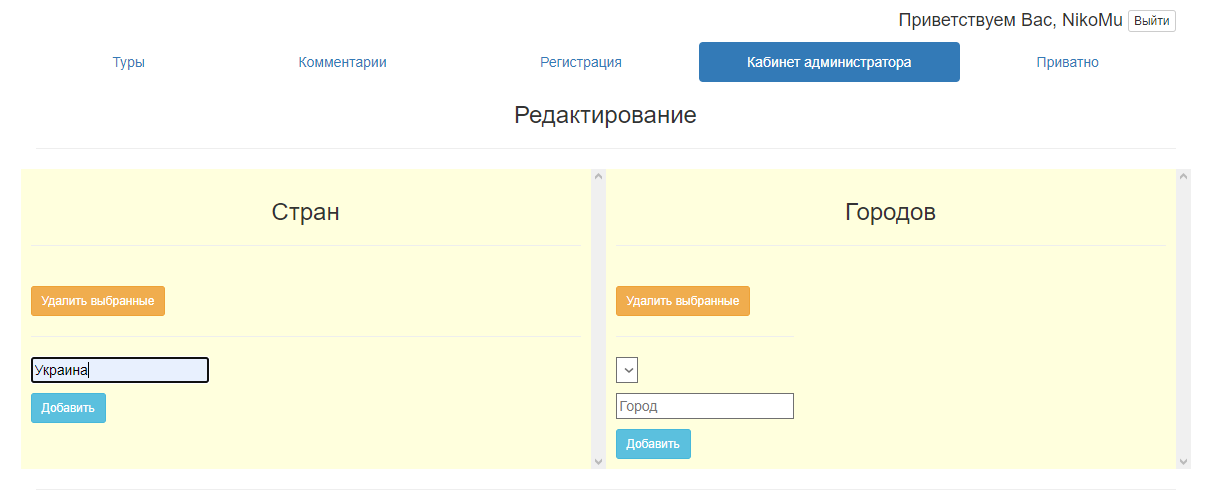 Приветствуем Вас, NikoMu Выйти
Туры Комментарии Регистрация Кабинет администратора Приватно
Редактирование
Стран
Удалить выбранные
Украина
Добавить
Городов
Удалить выбранные
Город
Добавить